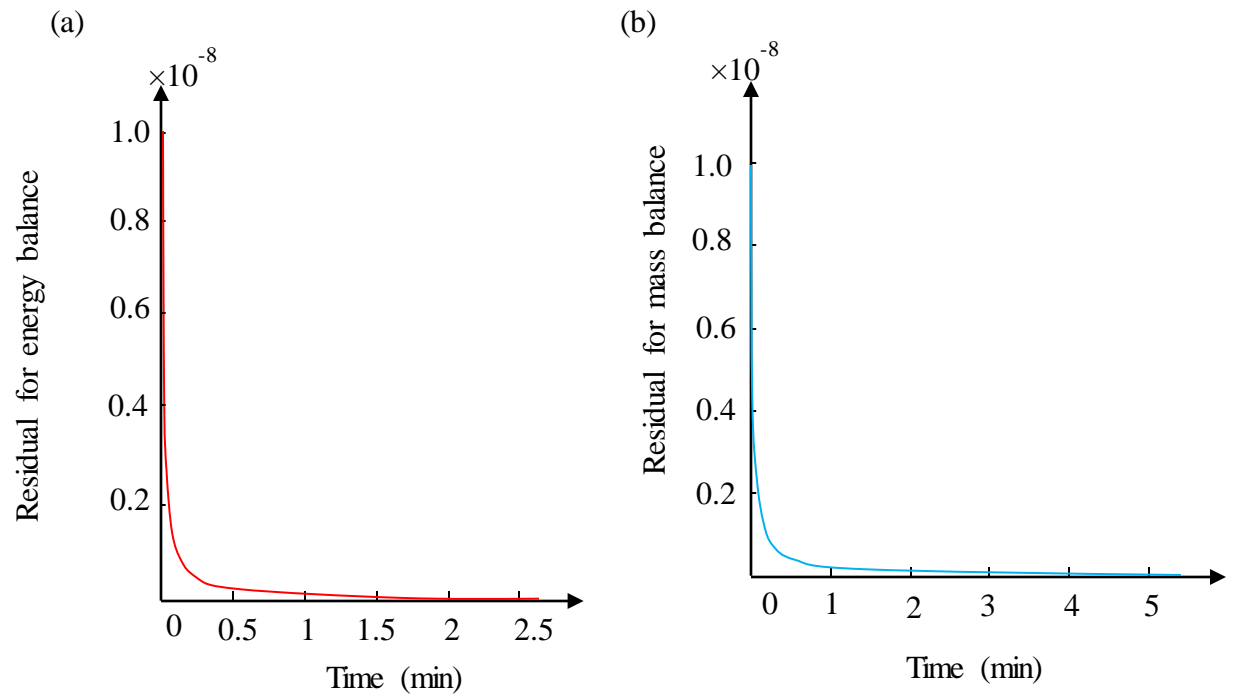 (a)
×10-8
1.0
0.8
0.6
0.4
0.2
Residual for energy balance
0 0.5 1 1.5 2 2.5
Time (min)
(b)
×10-8
1.0
0.8
0.6
0.4
0.2
Residual for mass balance
0 1 2 3 4 5
Time (min)